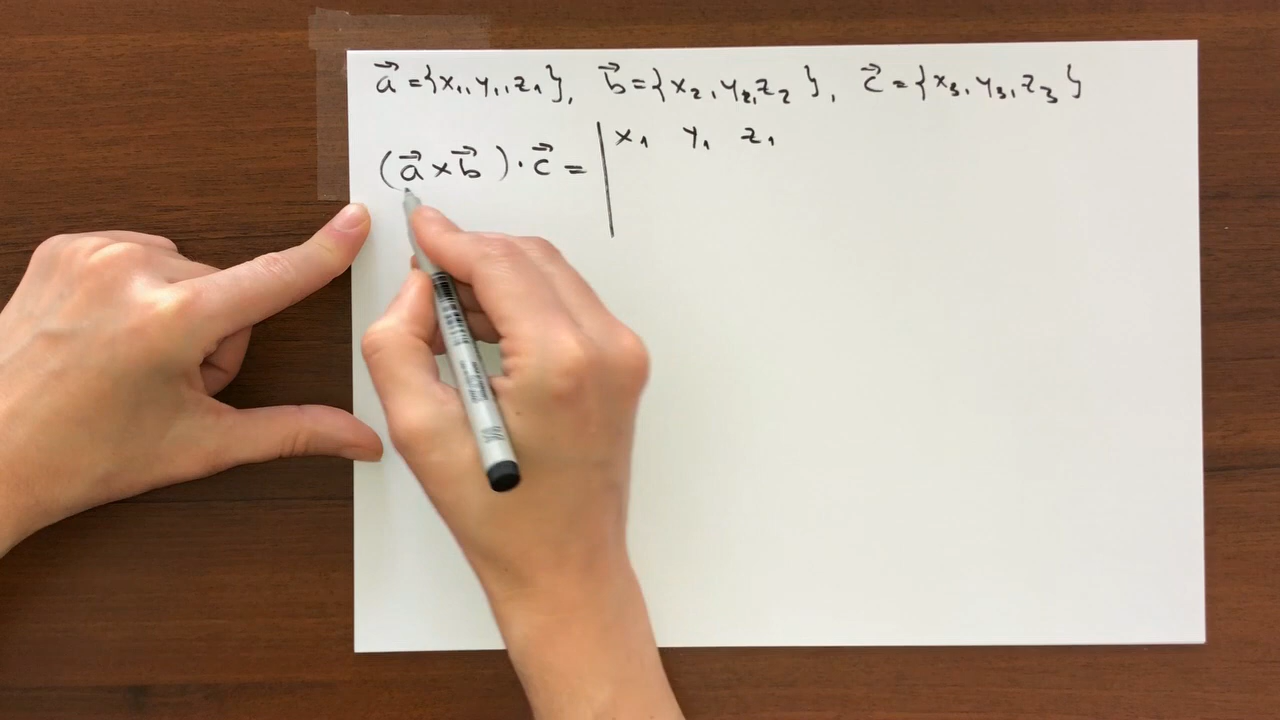 a⃗ = {x₁, y₁, z₁}, b⃗ = {x₂, y₂, z₂}, c⃗ = {x₃, y₃, z₃}
(a⃗ × b⃗) · c⃗ = | x₁ y₁ z₁